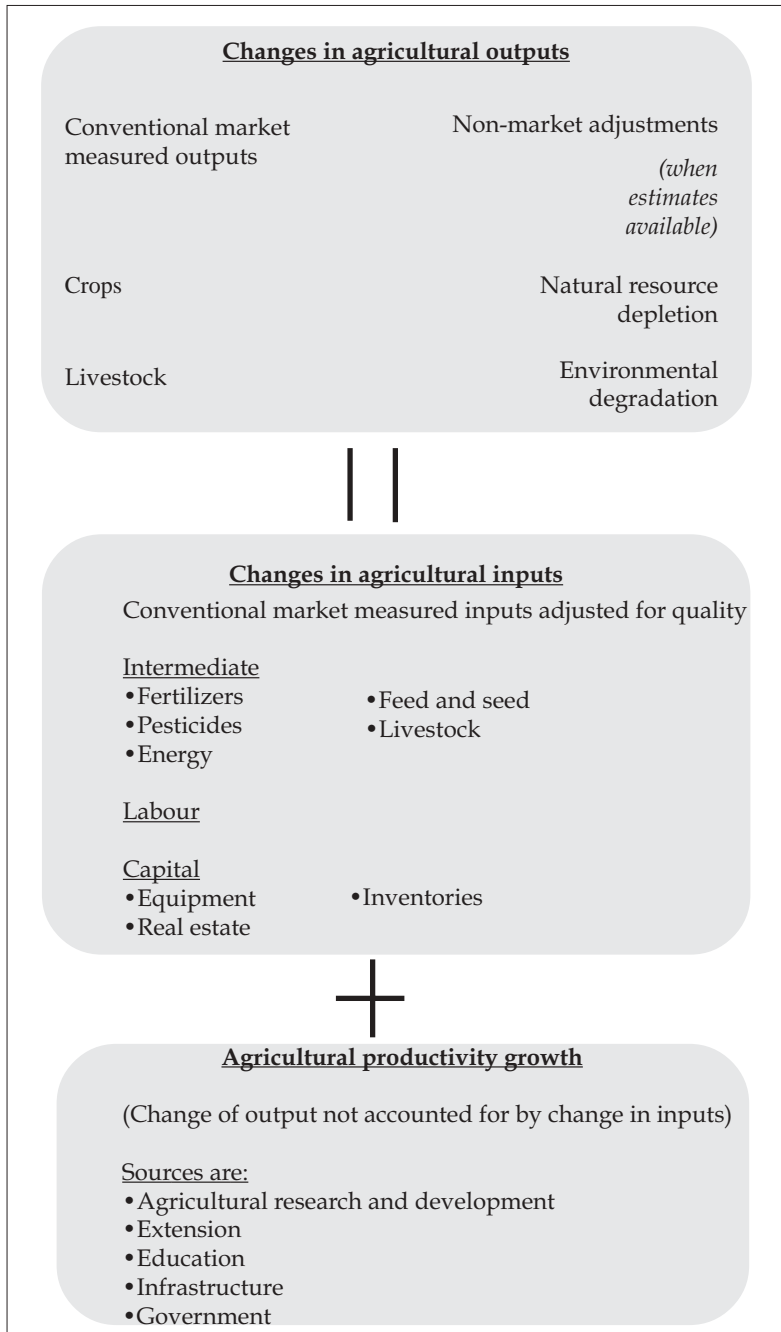 Changes in agricultural outputs
Conventional market
measured outputs
Non-market adjustments
(when
estimates
available)
Crops
Natural resource
depletion
Livestock
Environmental
degradation
Changes in agricultural inputs
Conventional market measured inputs adjusted for quality
Intermediate
•Fertilizers
•Pesticides
•Energy
•Feed and seed
•Livestock
Labour
Capital
•Equipment
•Real estate
•Inventories
Agricultural productivity growth
(Change of output not accounted for by change in inputs)
Sources are:
•Agricultural research and development
•Extension
•Education
•Infrastructure
•Government